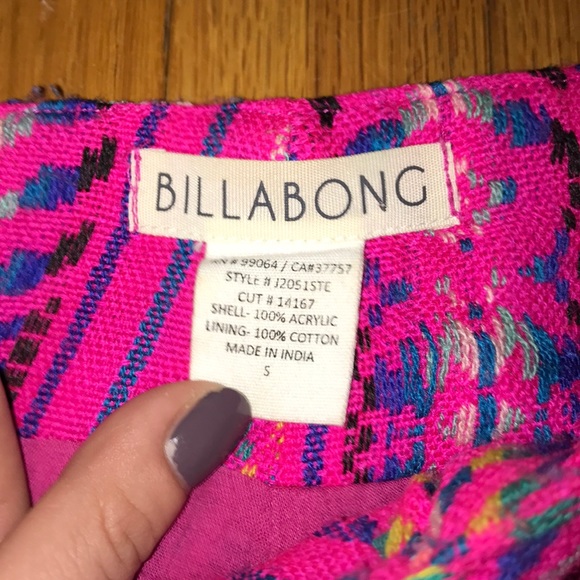 BILLABONG
RN # 99064 / CA#37757
STYLE # J2051STE
CUT # 14167
SHELL- 100% ACRYLIC
LINING- 100% COTTON
MADE IN INDIA
S